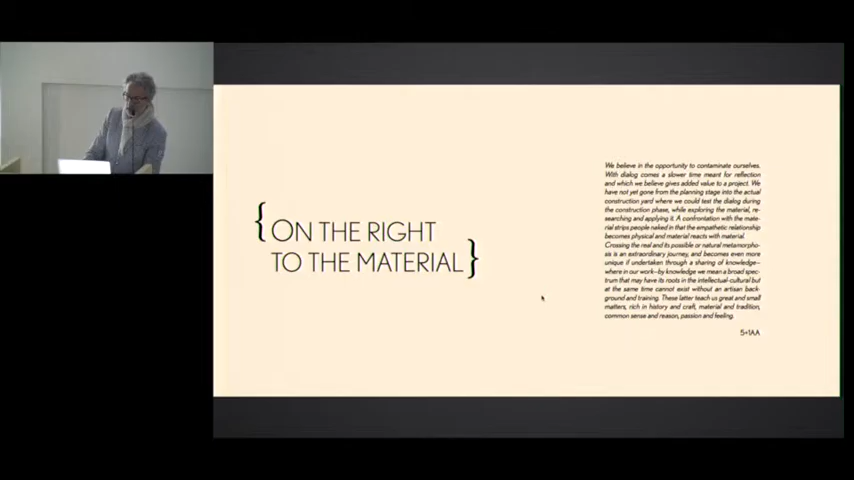 {ON THE RIGHT
TO THE MATERIAL}
We believe in the opportunity to contaminate ourselves.
With dialog comes a slower time meant for reflection
and which we believe gives added value to a project. We
have not yet gone from the planning stage into the actual
construction yard where we could test the dialog during
the construction phase, while exploring the material, re-
searching and applying it. A confrontation with the mate-
rial strips people naked in that the empathetic relationship
becomes physical and material reacts with material.
Crossing the real and its possible or natural metamorpho-
sis is an extraordinary journey, and becomes even more
unique if undertaken through a sharing of knowledge—
where in our work—by knowledge we mean a broad spec-
trum that may have its roots in the intellectual-cultural but
at the same time cannot exist without an artisan back-
ground and training. These latter teach us great and small
matters, rich in history and craft, material and tradition,
common sense and reason, passion and feeling.
5+1AA